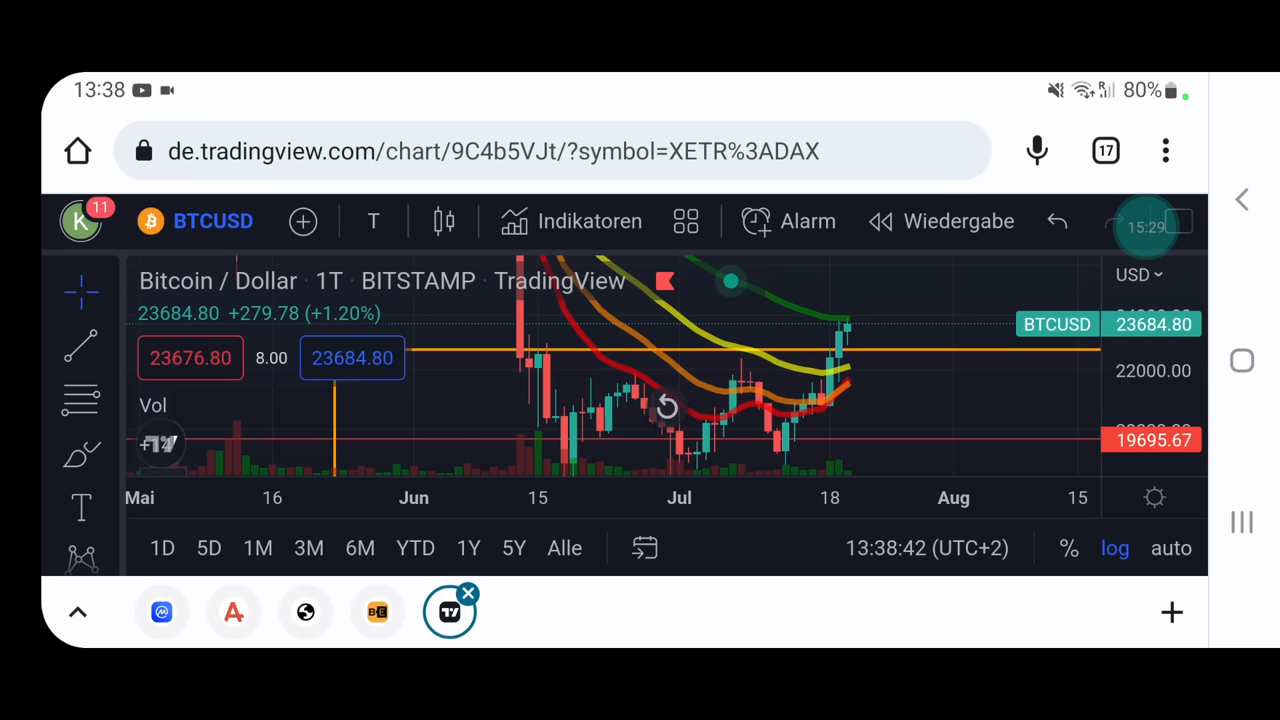 13:38
80%
de.tradingview.com/chart/9C4b5VJt/?symbol=XETR%3ADAX
17
K
11
BTCUSD
T
Indikatoren
Alarm
Wiedergabe
15:29
Bitcoin / Dollar · 1T · BITSTAMP · TradingView
USD
23684.80 +279.78 (+1.20%)
BTCUSD 23684.80
23676.80
8.00
23684.80
22000.00
Vol
19695.67
Mai
16
Jun
15
Jul
18
Aug
15
1D 5D 1M 3M 6M YTD 1Y 5Y Alle
13:38:42 (UTC+2)
%
log
auto